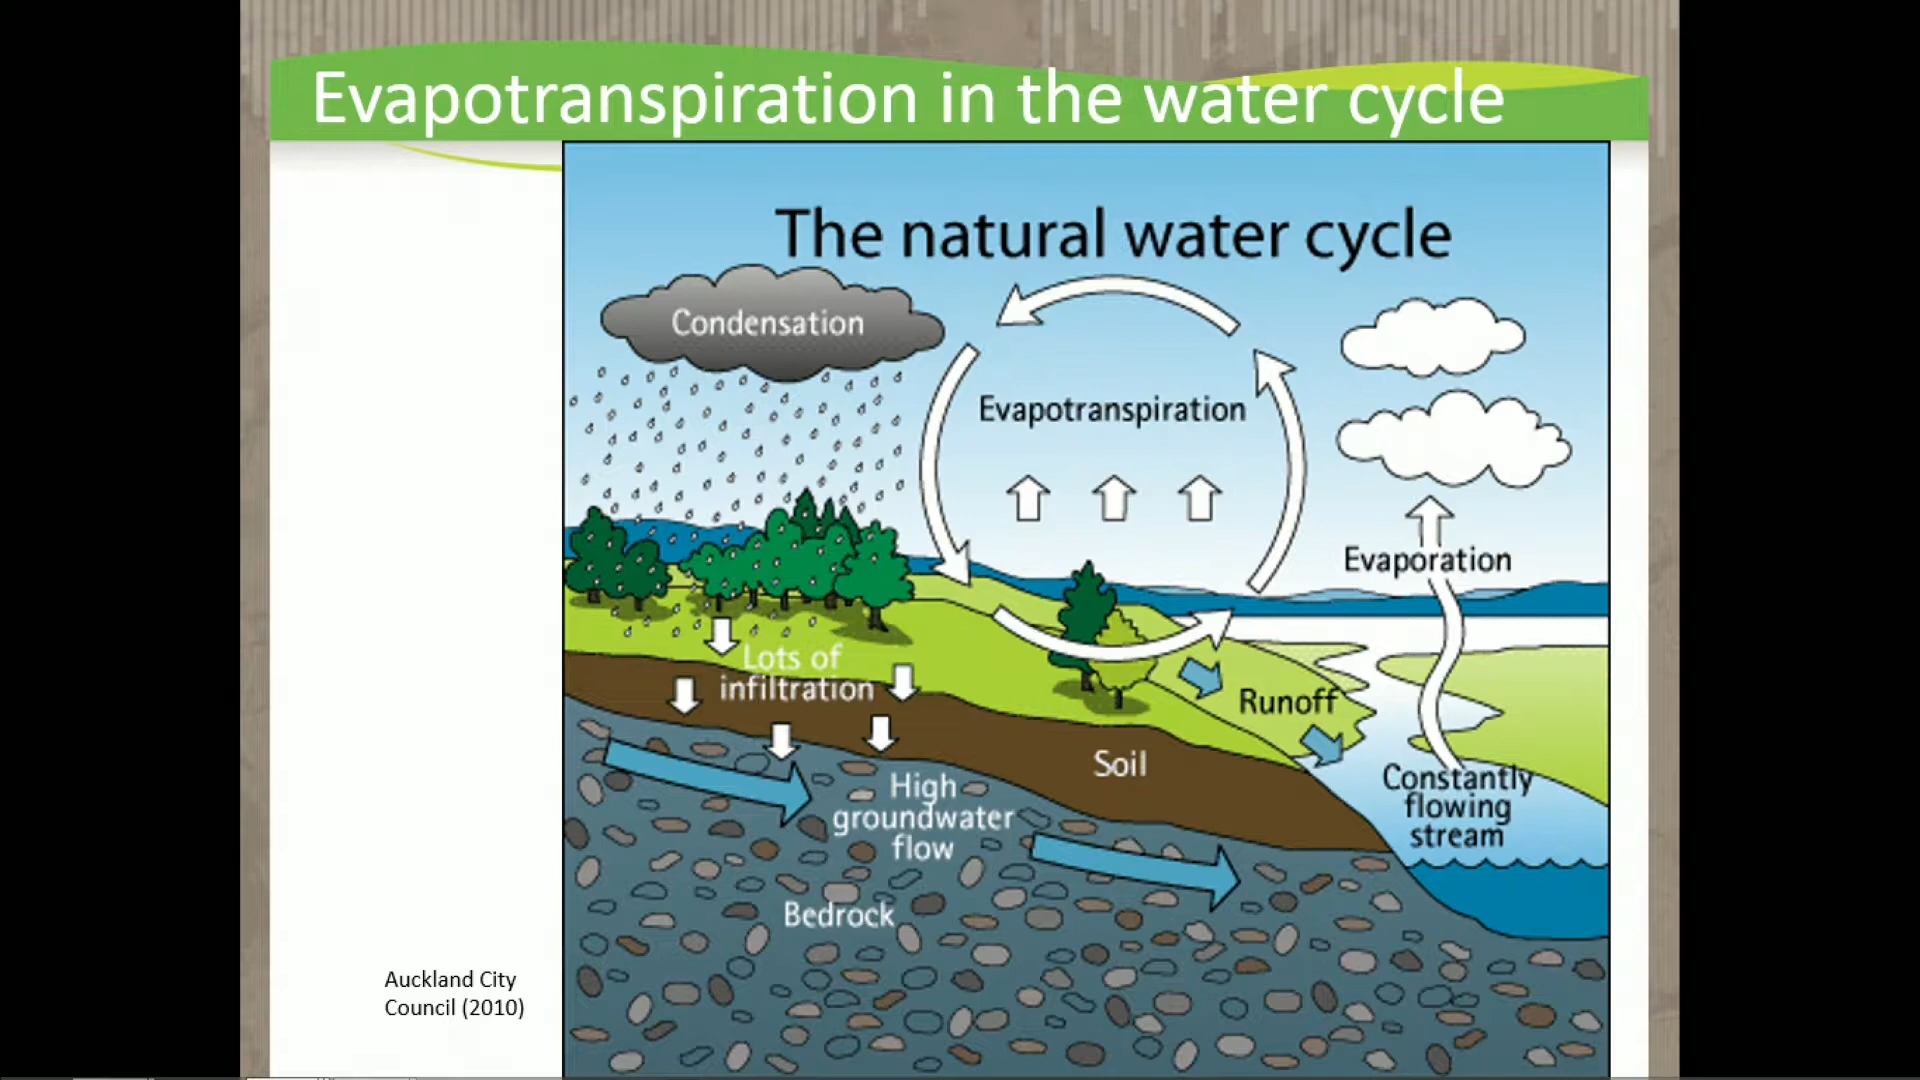 Evapotranspiration in the water cycle
The natural water cycle
Condensation
Evapotranspiration
Evaporation
Lots of
infiltration
Runoff
Soil
Constantly
flowing
stream
High
groundwater
flow
Bedrock
Auckland City
Council (2010)